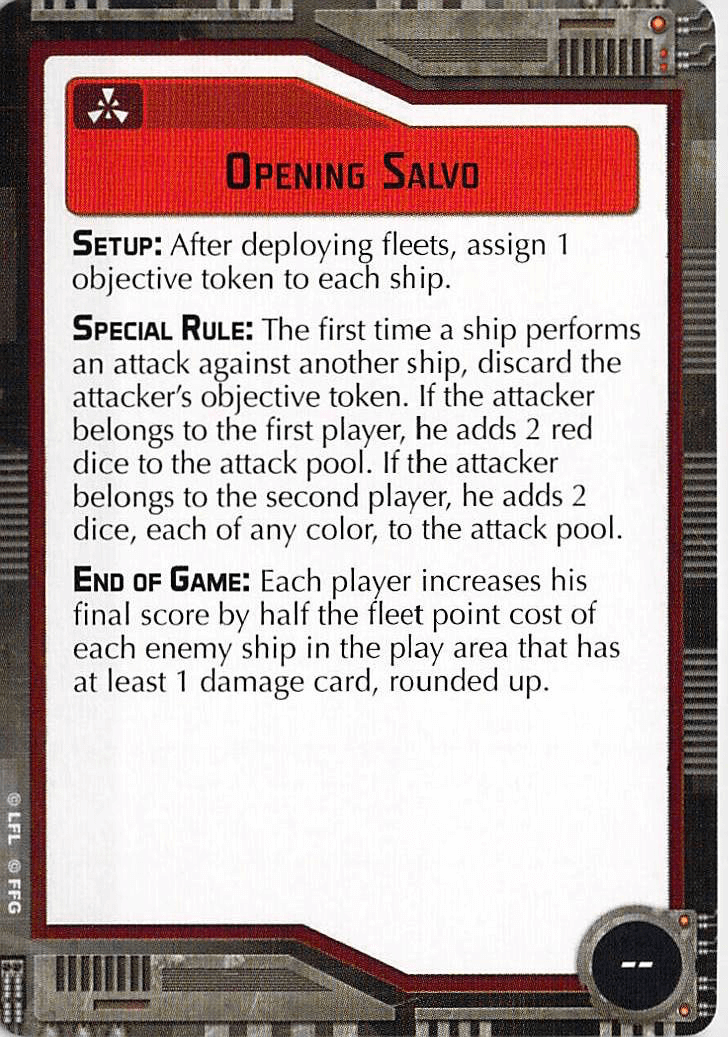 Opening Salvo
Setup: After deploying fleets, assign 1
objective token to each ship.
Special Rule: The first time a ship performs
an attack against another ship, discard the
attacker's objective token. If the attacker
belongs to the first player, he adds 2 red
dice to the attack pool. If the attacker
belongs to the second player, he adds 2
dice, each of any color, to the attack pool.
End of Game: Each player increases his
final score by half the fleet point cost of
each enemy ship in the play area that has
at least 1 damage card, rounded up.
© LFL © FFG
--